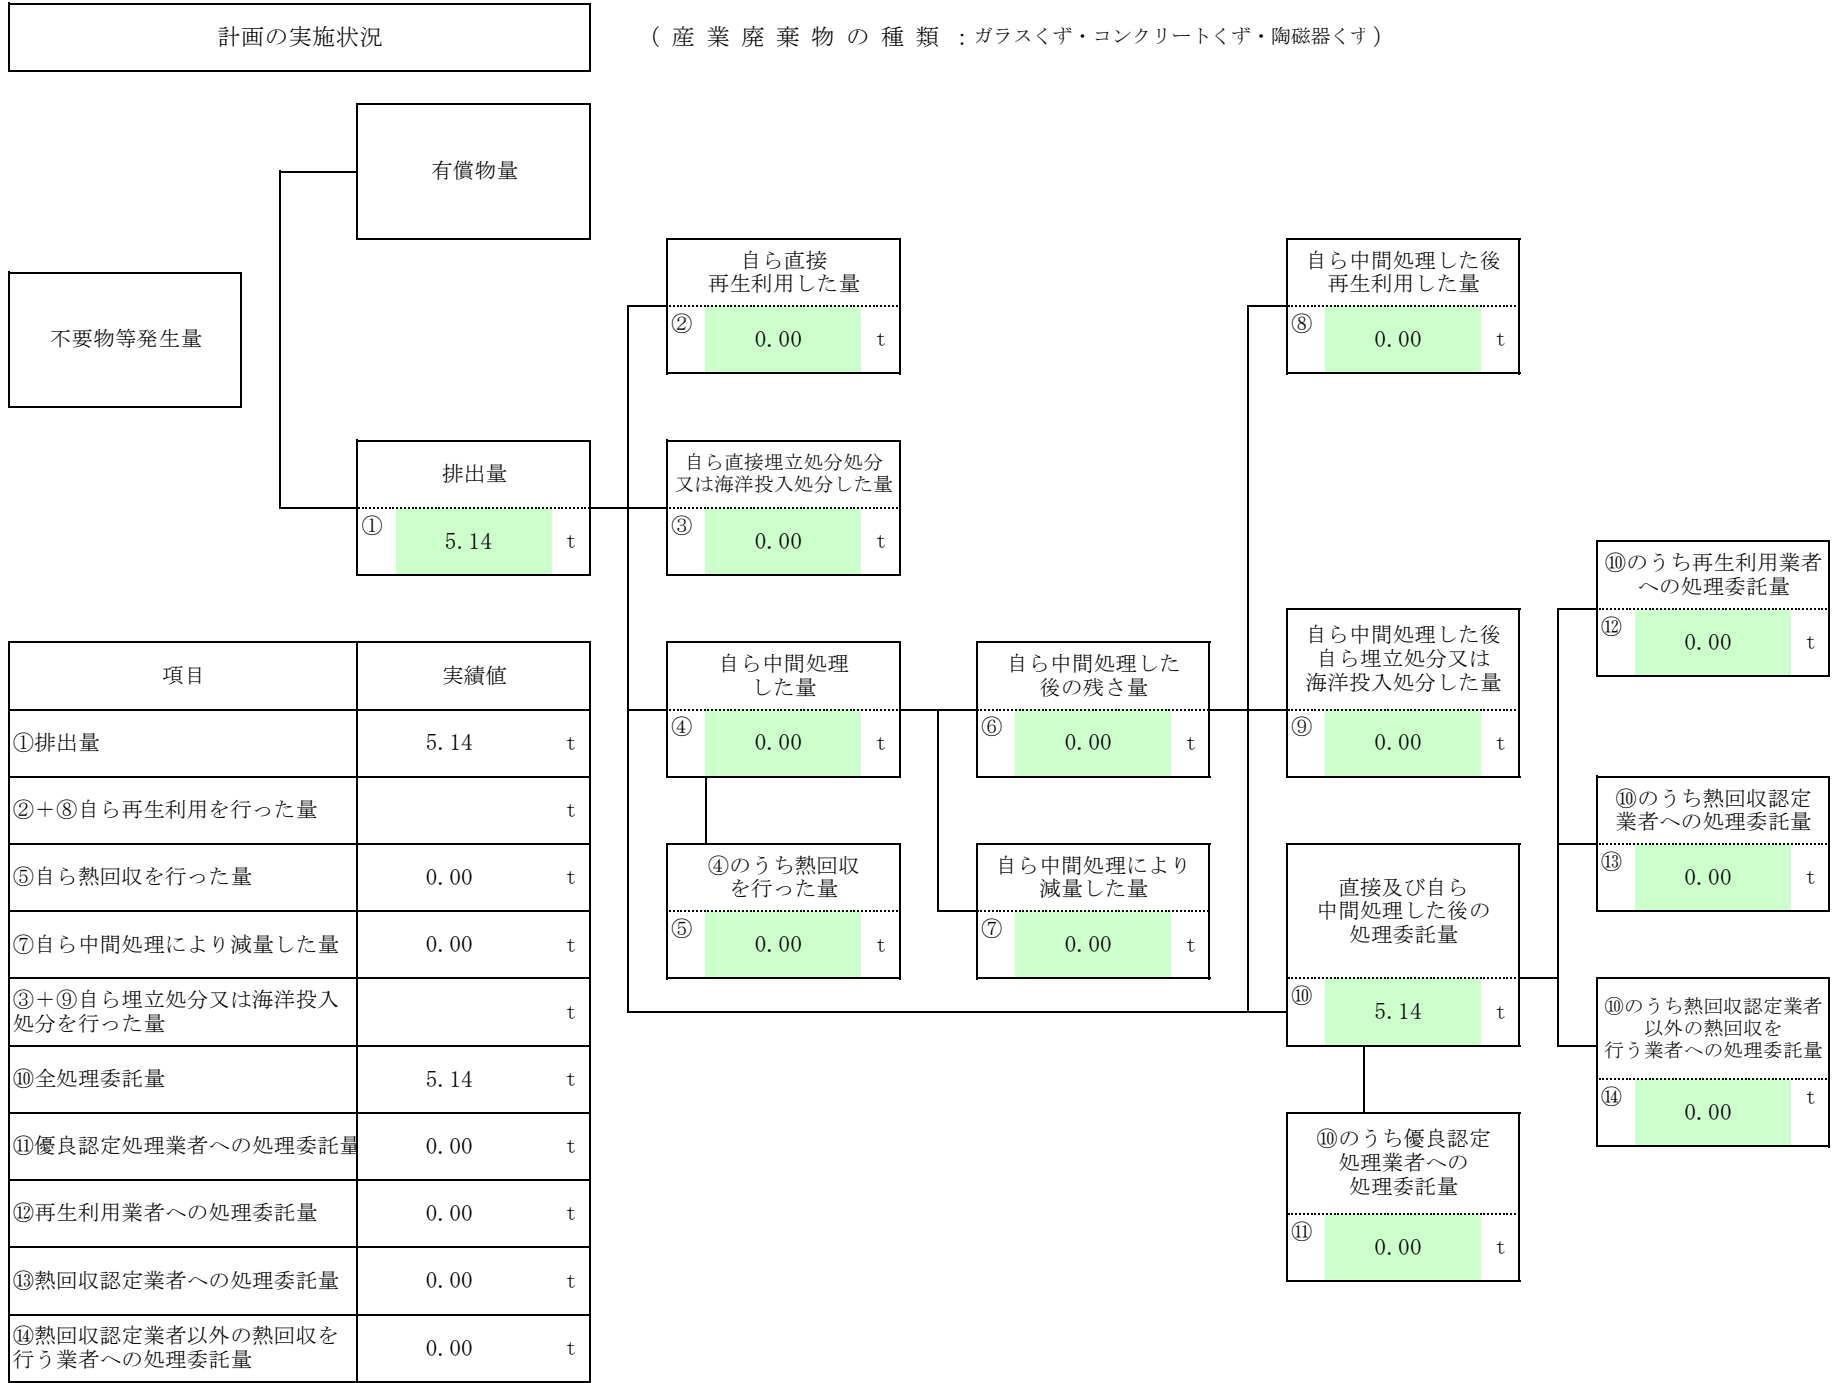 計画の実施状況
（産業廃棄物の種類：ガラスくず・コンクリートくず・陶磁器くず）
有償物量
不要物等発生量
自ら直接
再生利用した量
② 0.00 t
自ら中間処理した後
再生利用した量
⑧ 0.00 t
排出量
① 5.14 t
自ら直接埋立処分処分
又は海洋投入処分した量
③ 0.00 t
⑩のうち再生利用業者
への処理委託量
⑫ 0.00 t
自ら中間処理
した量
④ 0.00 t
自ら中間処理した
後の残さ量
⑥ 0.00 t
自ら中間処理した後
自ら埋立処分又は
海洋投入処分した量
⑨ 0.00 t
⑩のうち熱回収認定
業者への処理委託量
⑬ 0.00 t
④のうち熱回収
を行った量
⑤ 0.00 t
自ら中間処理により
減量した量
⑦ 0.00 t
直接及び自ら
中間処理した後の
処理委託量
⑩ 5.14 t
⑩のうち熱回収認定業者
以外の熱回収を
行う業者への処理委託量
⑭ 0.00 t
⑩のうち優良認定
処理業者への
処理委託量
⑪ 0.00 t
項目 実績値
①排出量 5.14 t
②＋⑧自ら再生利用を行った量 t
⑤自ら熱回収を行った量 0.00 t
⑦自ら中間処理により減量した量 0.00 t
③＋⑨自ら埋立処分又は海洋投入
処分を行った量 t
⑩全処理委託量 5.14 t
⑪優良認定処理業者への処理委託量 0.00 t
⑫再生利用業者への処理委託量 0.00 t
⑬熱回収認定業者への処理委託量 0.00 t
⑭熱回収認定業者以外の熱回収を
行う業者への処理委託量 0.00 t